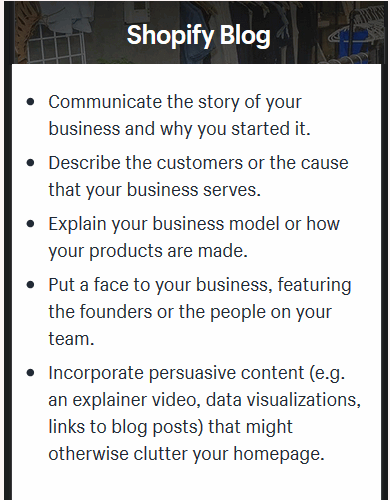 Shopify Blog
• Communicate the story of your
business and why you started it.
• Describe the customers or the cause
that your business serves.
• Explain your business model or how
your products are made.
• Put a face to your business, featuring
the founders or the people on your
team.
• Incorporate persuasive content (e.g.
an explainer video, data visualizations,
links to blog posts) that might
otherwise clutter your homepage.